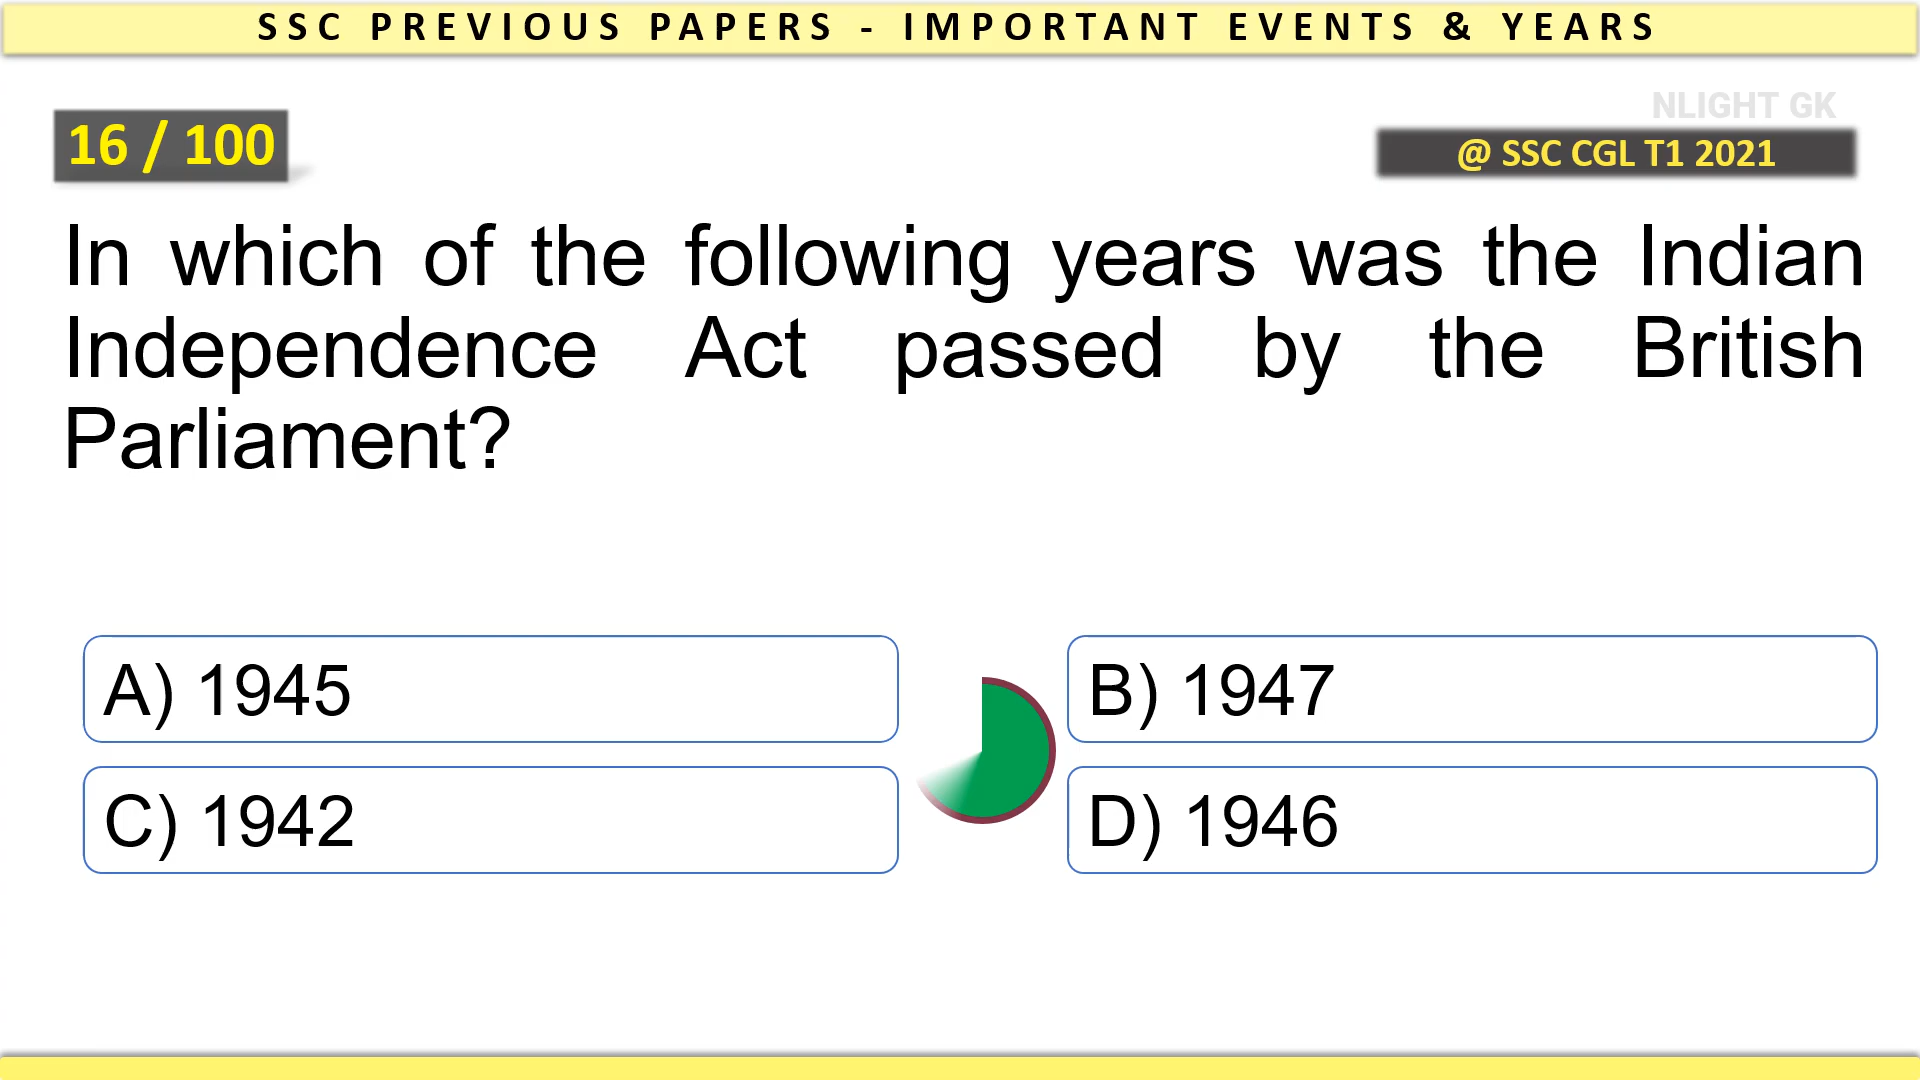 SSC PREVIOUS PAPERS - IMPORTANT EVENTS & YEARS
NLIGHT GK
16 / 100
@ SSC CGL T1 2021
In which of the following years was the Indian
Independence Act passed by the British
Parliament?
A) 1945
B) 1947
C) 1942
D) 1946